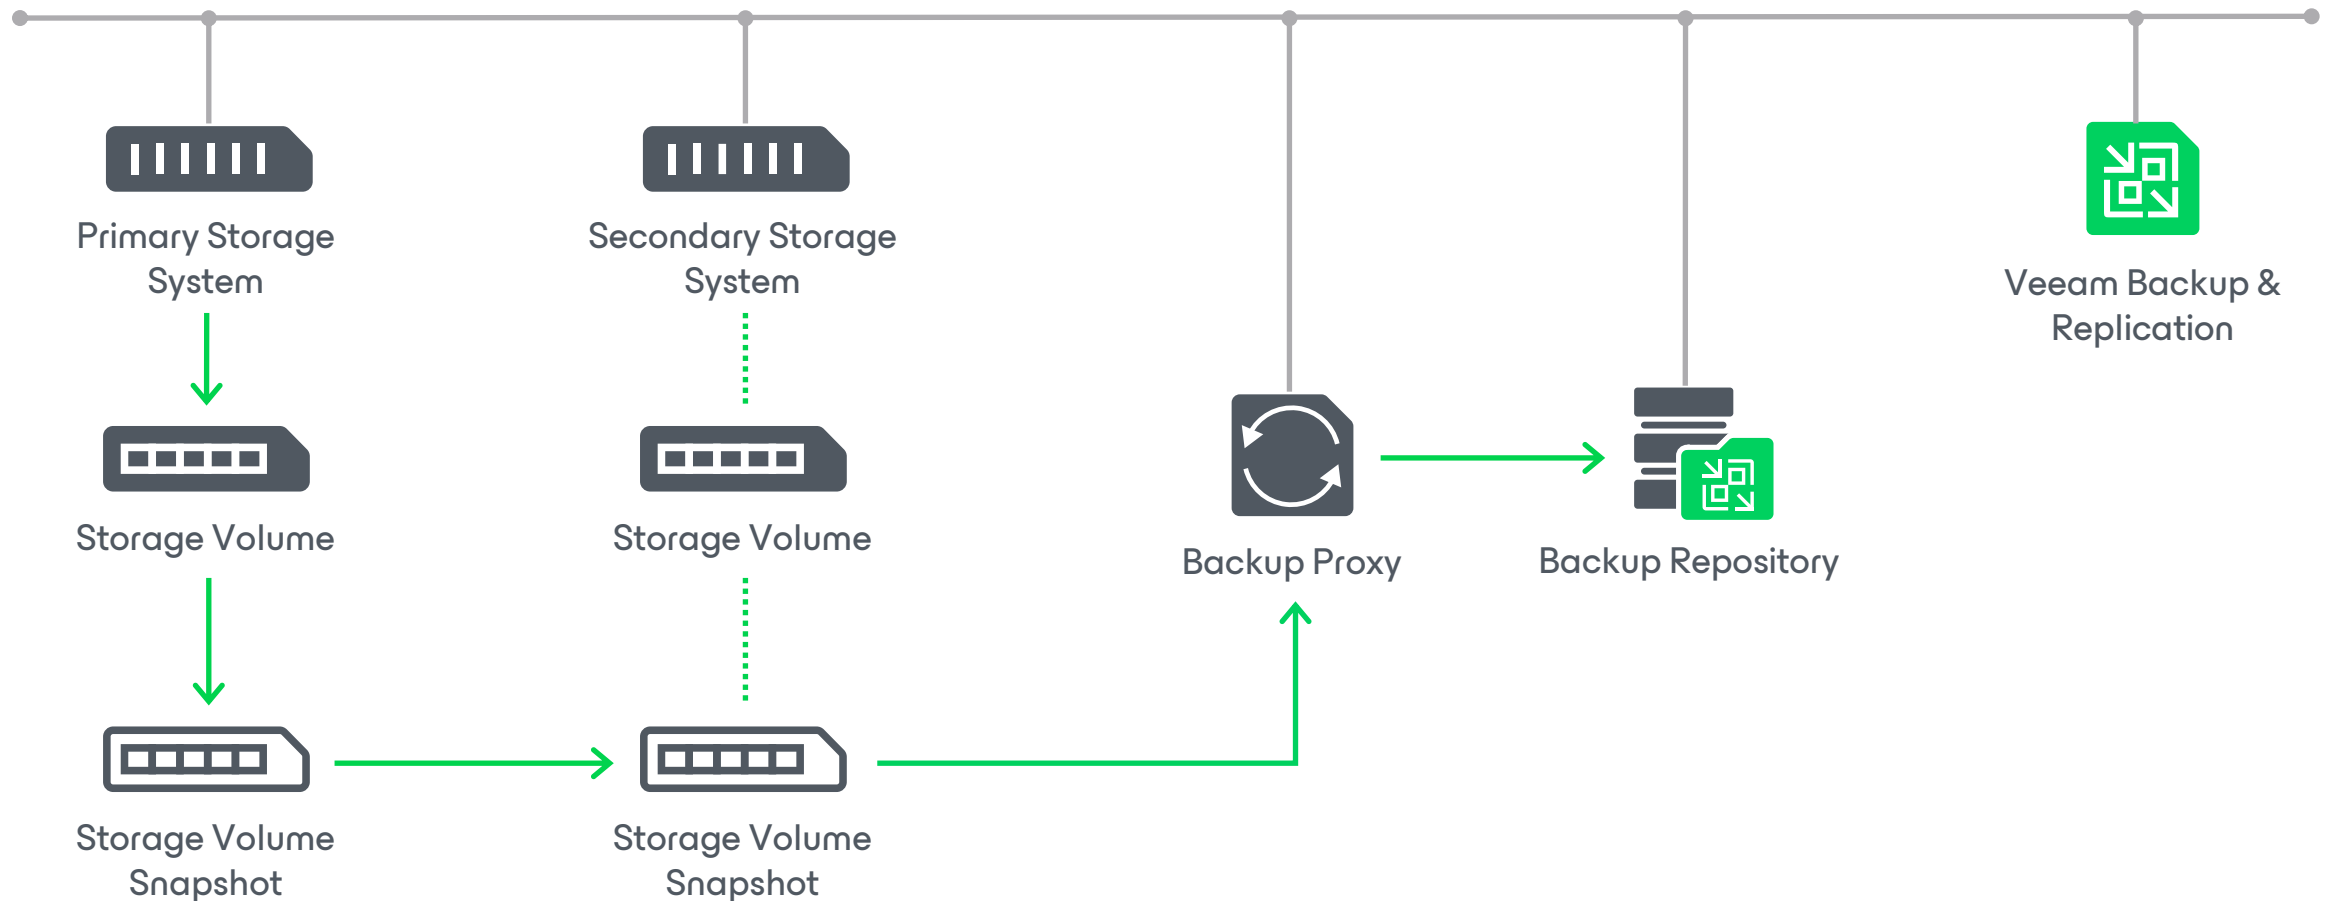 Primary Storage
System
Secondary Storage
System
Veeam Backup &
Replication
Storage Volume
Storage Volume
Backup Proxy
Backup Repository
Storage Volume
Snapshot
Storage Volume
Snapshot